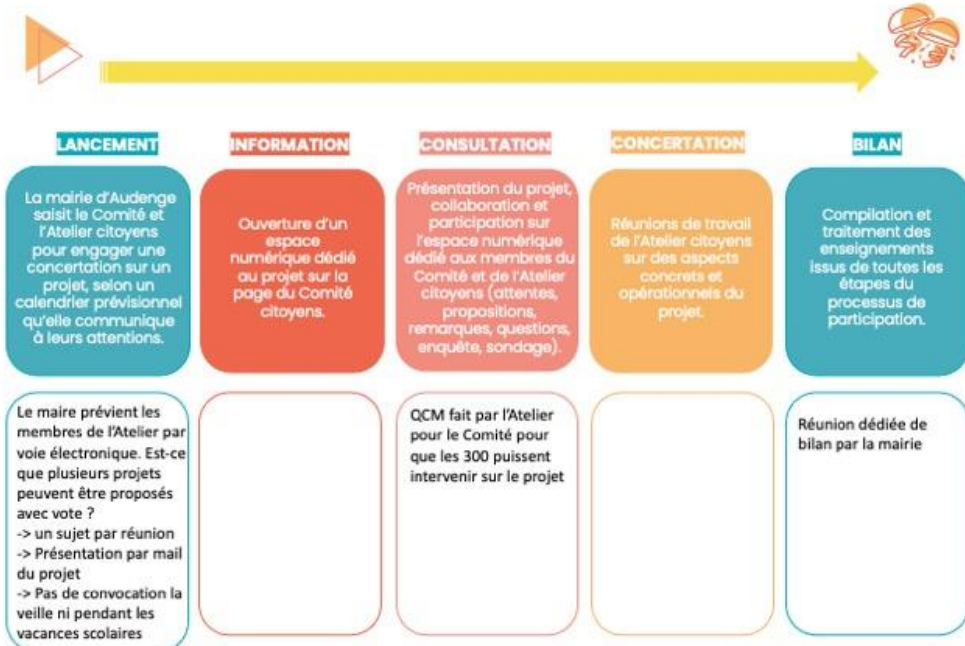 LANCEMENT
La mairie d'Audenge
saisit le Comité et
l'Atelier citoyens
pour engager une
concertation sur un
projet, selon un
calendrier prévisionnel
qu'elle communique
à leurs attentions.
INFORMATION
Ouverture d'un
espace
numérique dédié
au projet sur la
page du Comité
citoyens.
CONSULTATION
Présentation du projet,
collaboration et
participation sur
l'espace numérique
dédié aux membres du
Comité et de l'Atelier
citoyens (attentes,
propositions,
remarques, questions,
enquête, sondage).
CONCERTATION
Réunions de travail
de l'Atelier citoyens
sur des aspects
concrets et
opérationnels du
projet.
BILAN
Compilation et
traitement des
enseignements
issus de toutes les
étapes du
processus de
participation.
Le maire prévient les
membres de l'Atelier par
voie électronique. Est-ce
que plusieurs projets
peuvent être proposés
avec vote ?
-> un sujet par réunion
-> Présentation par mail
du projet
-> Pas de convocation la
veille ni pendant les
vacances scolaires
QCM fait par l'Atelier
pour le Comité pour
que les 300 puissent
intervenir sur le projet
Réunion dédiée de
bilan par la mairie